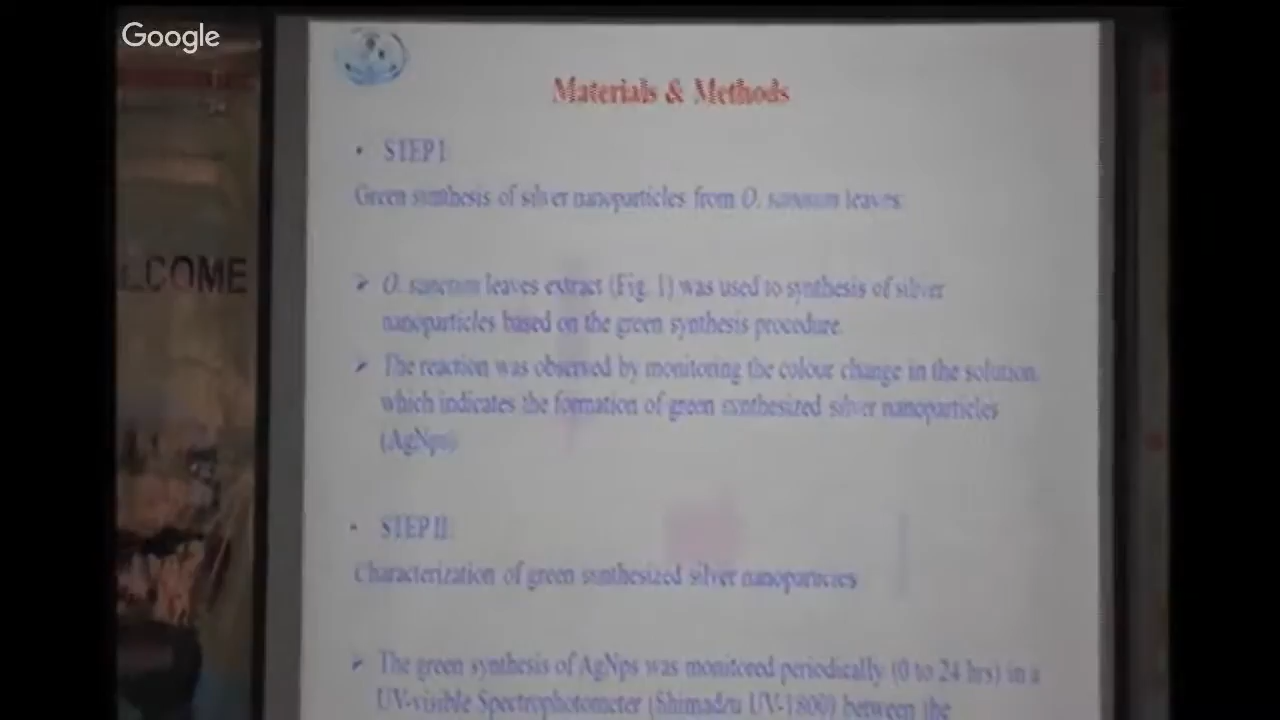 Google
LCOME
Materials & Methods
• STEP I:
Green synthesis of silver nanoparticles from O. sanctum leaves:
➢ O. sanctum leaves extract (Fig. 1) was used to synthesis of silver
nanoparticles based on the green synthesis procedure.
➢ The reaction was observed by monitoring the colour change in the solution,
which indicates the formation of green synthesized silver nanoparticles
(AgNps)
• STEP II:
Characterization of green synthesized silver nanoparticles
➢ The green synthesis of AgNps was monitored periodically (0 to 24 hrs) in a
UV-visible Spectrophotometer (Shimadzu UV-1800) between the